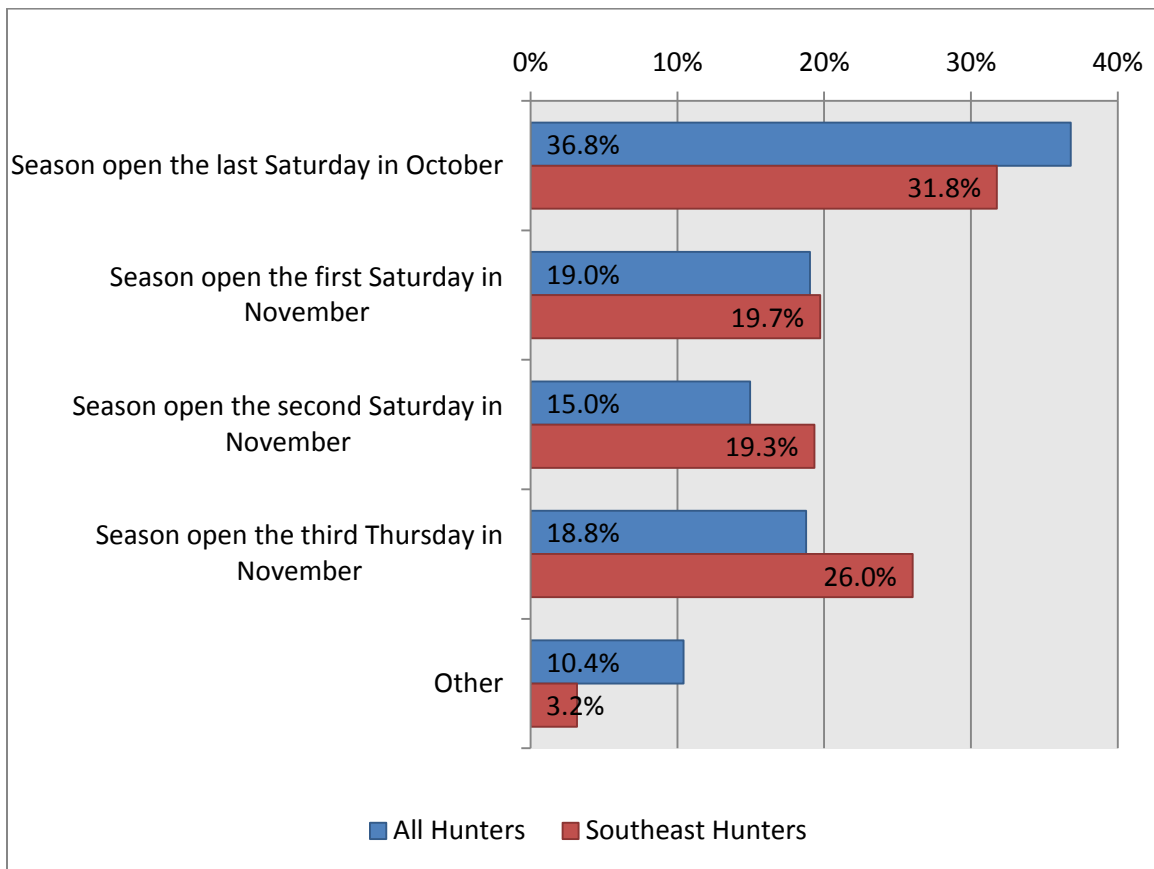 0% 10% 20% 30% 40%
Season open the last Saturday in October
36.8%
31.8%
Season open the first Saturday in
November
19.0%
19.7%
Season open the second Saturday in
November
15.0%
19.3%
Season open the third Thursday in
November
18.8%
26.0%
Other
10.4%
3.2%
All Hunters Southeast Hunters